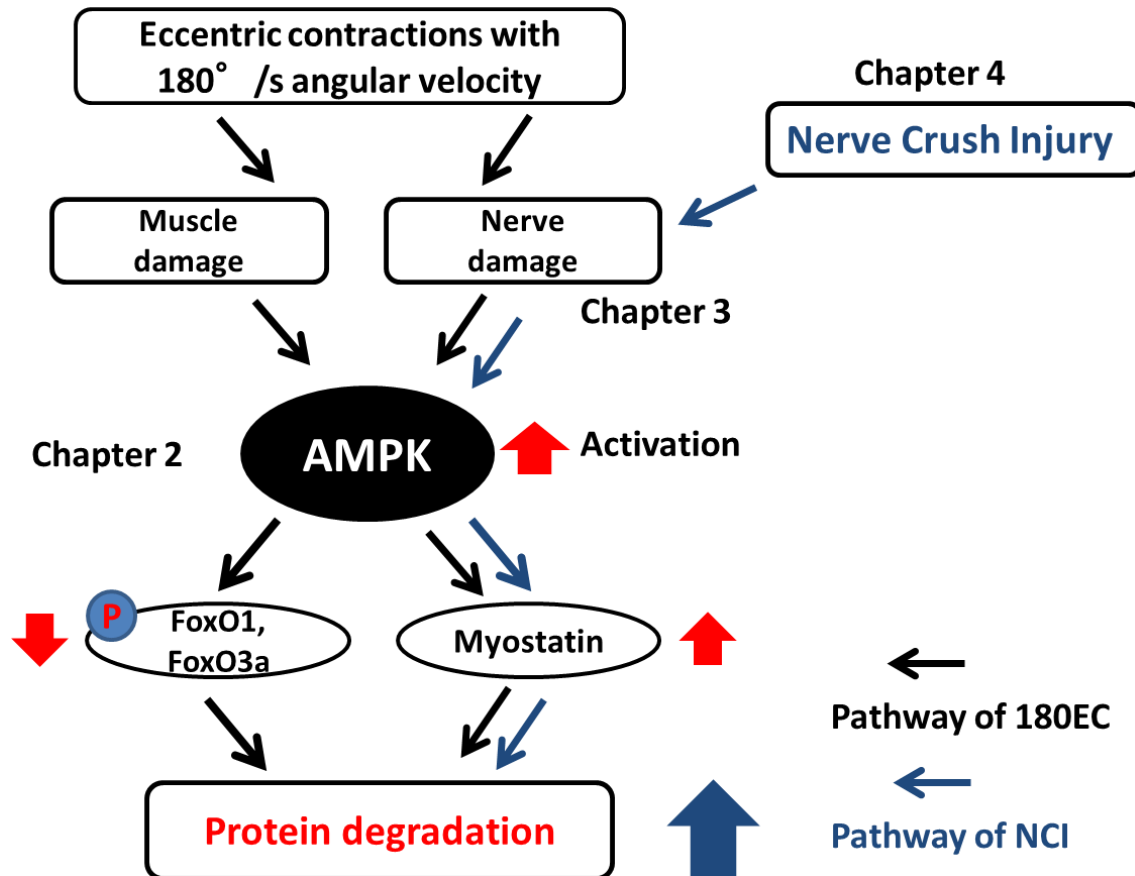 Eccentric contractions with
180° /s angular velocity
Chapter 4
Nerve Crush Injury
Muscle
damage
Nerve
damage
Chapter 3
Chapter 2
AMPK
Activation
P
FoxO1,
FoxO3a
Myostatin
Pathway of 180EC
Protein degradation
Pathway of NCI